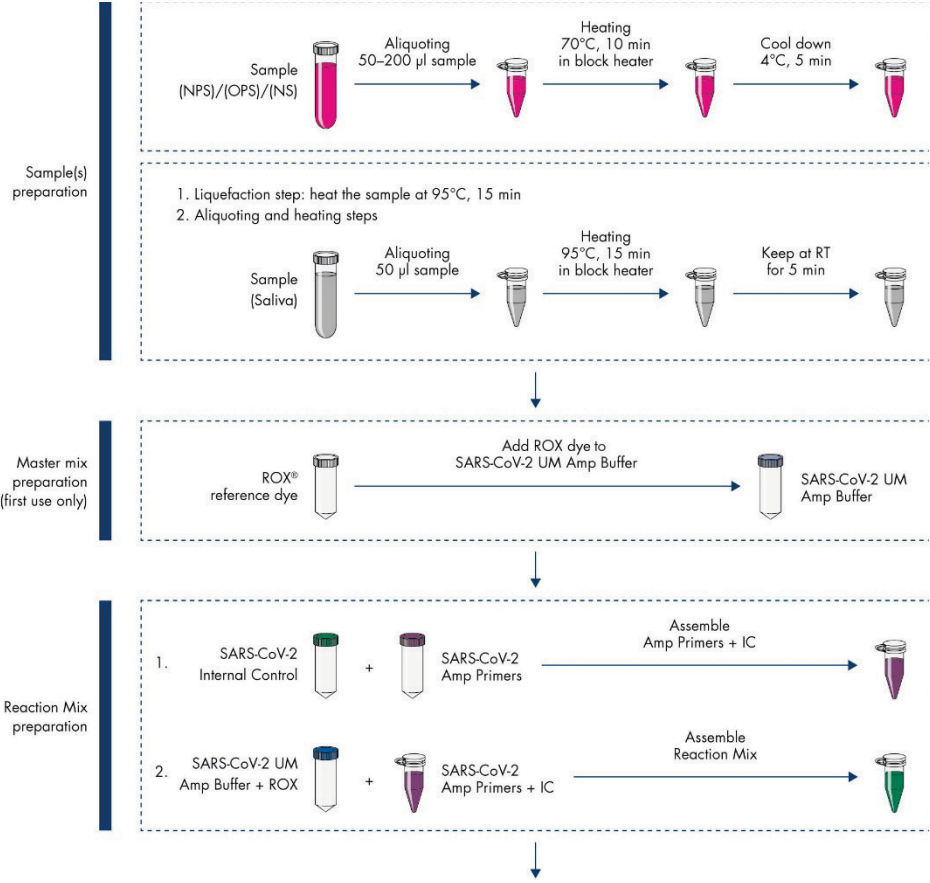 Sample(s)
preparation
Sample
(NPS)/(OPS)/(NS)
Aliquoting
50–200 µl sample
Heating
70°C, 10 min
in block heater
Cool down
4°C, 5 min
1. Liquefaction step: heat the sample at 95°C, 15 min
2. Aliquoting and heating steps
Sample
(Saliva)
Aliquoting
50 µl sample
Heating
95°C, 15 min
in block heater
Keep at RT
for 5 min
Master mix
preparation
(first use only)
ROX®
reference dye
Add ROX dye to
SARS-CoV-2 UM Amp Buffer
SARS-CoV-2 UM
Amp Buffer
Reaction Mix
preparation
1.
SARS-CoV-2
Internal Control
+
SARS-CoV-2
Amp Primers
Assemble
Amp Primers + IC
2.
SARS-CoV-2 UM
Amp Buffer + ROX
+
SARS-CoV-2
Amp Primers + IC
Assemble
Reaction Mix